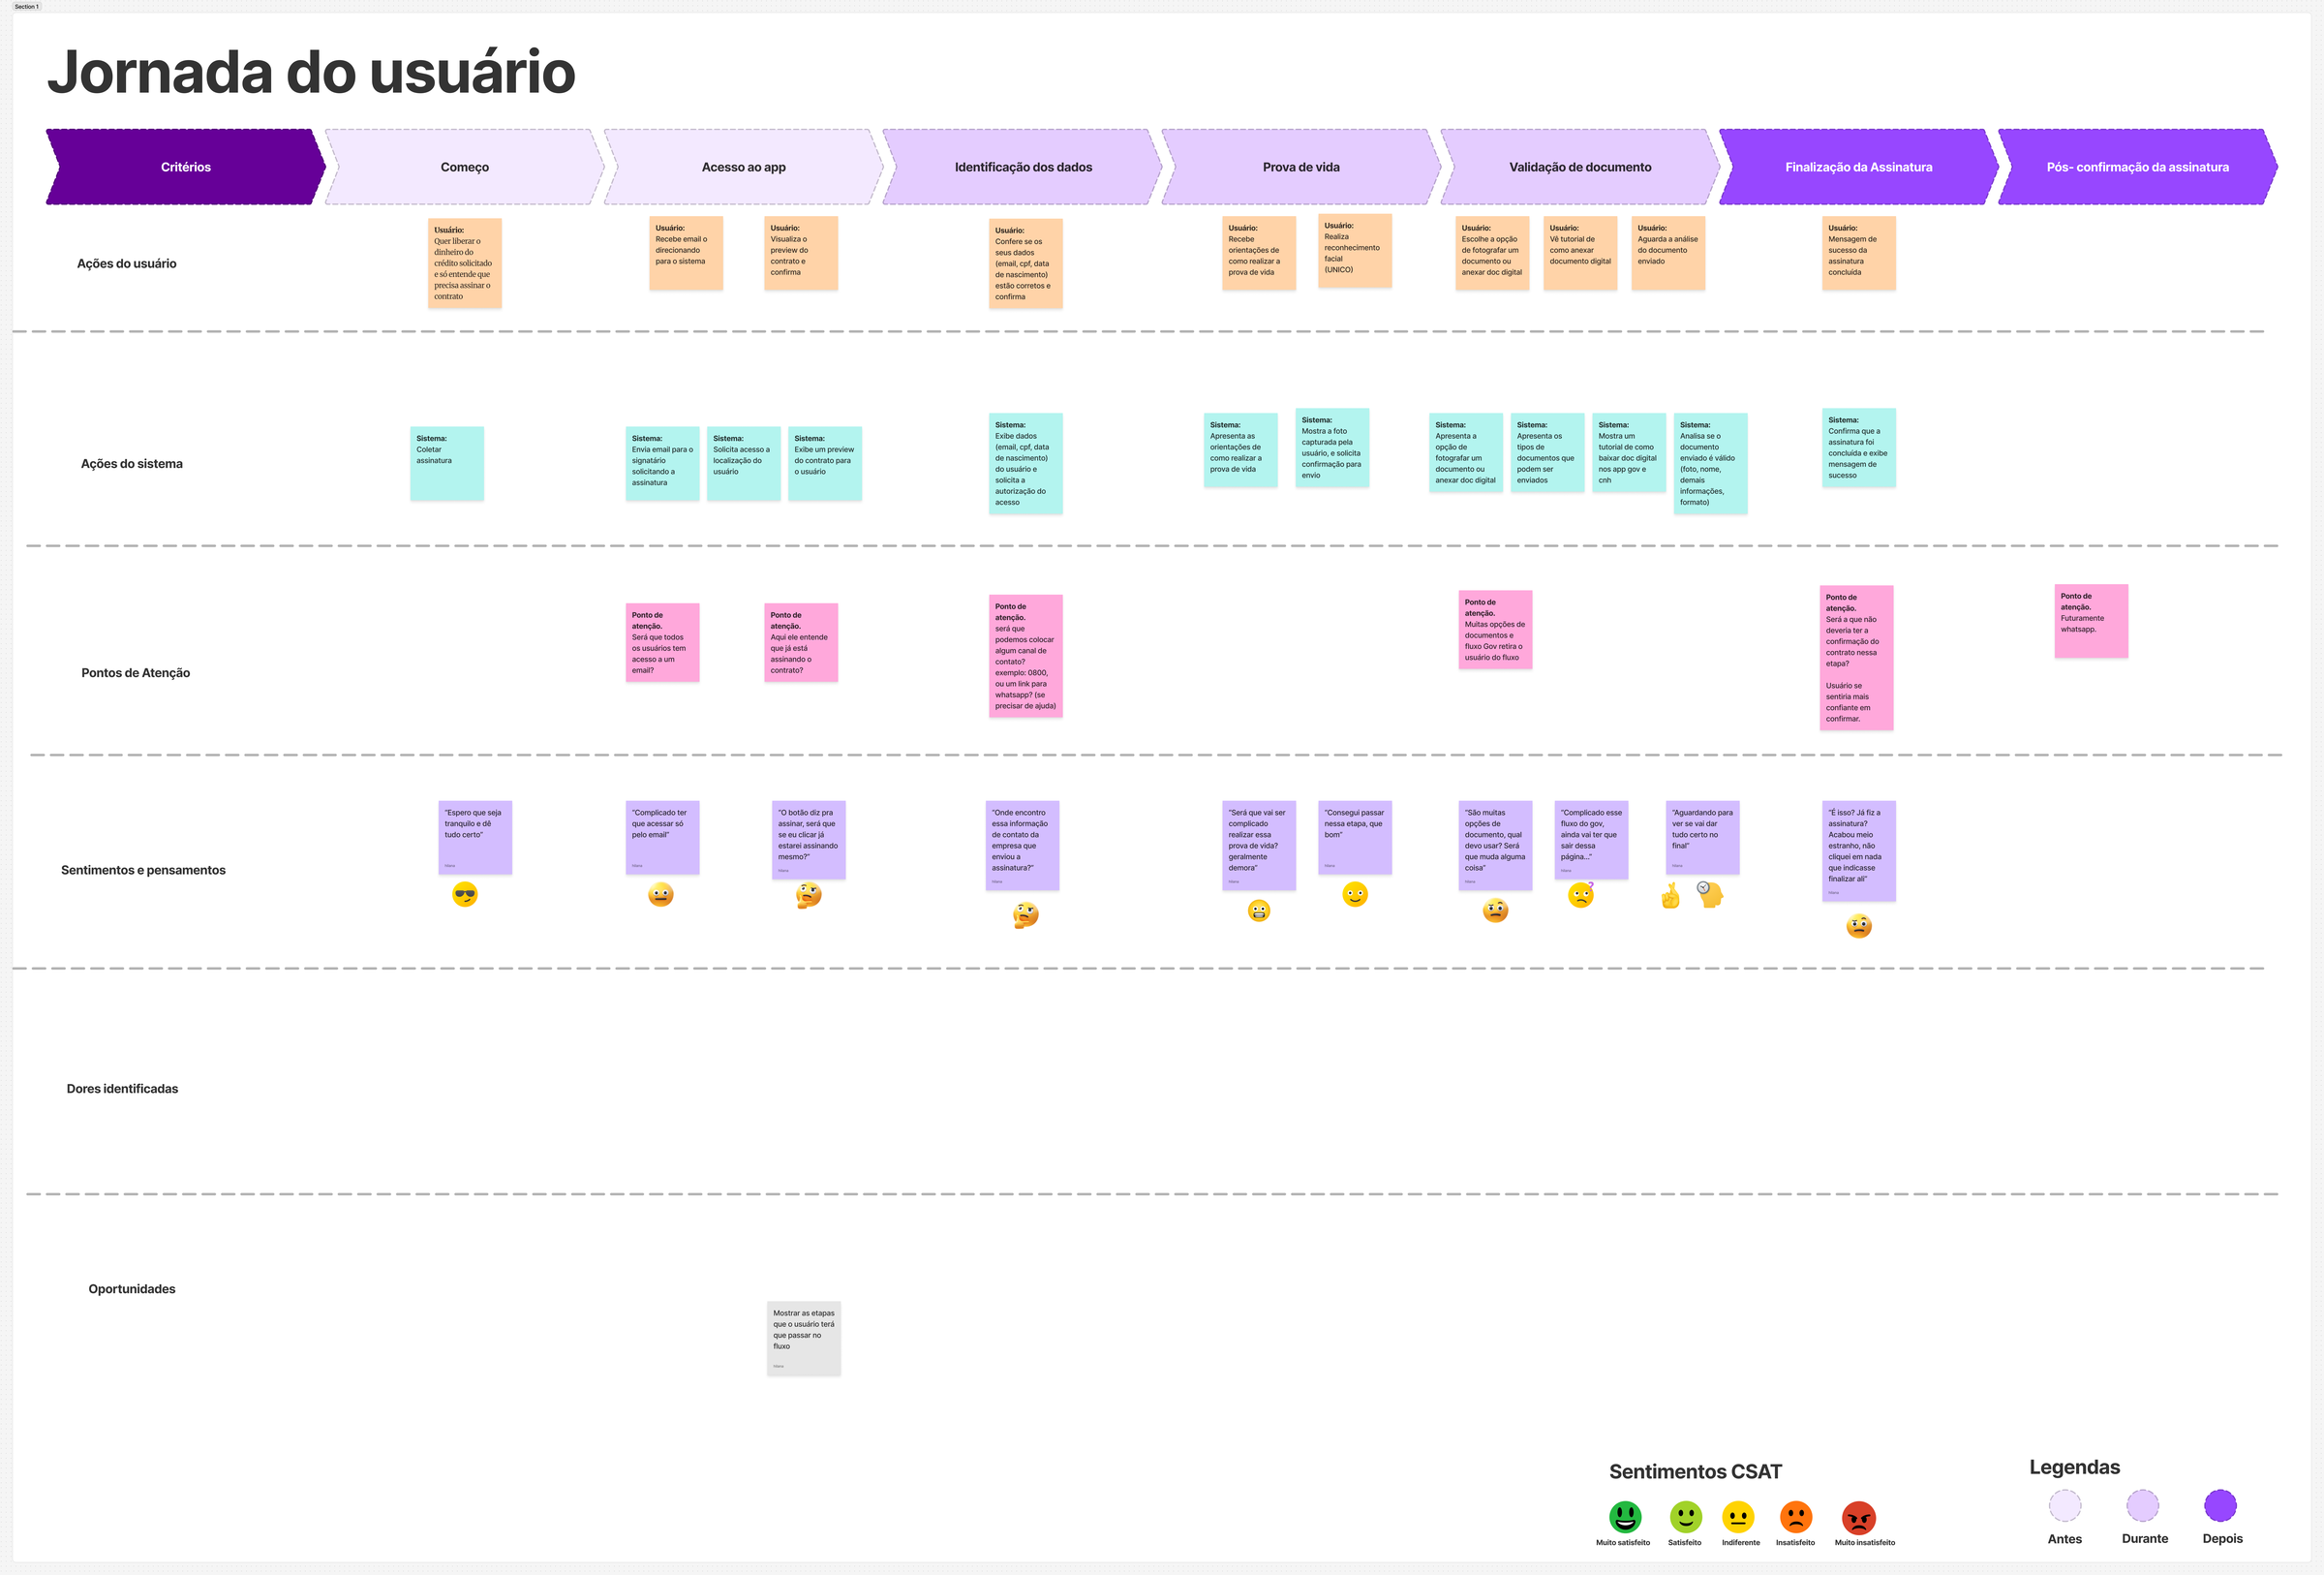 Section 1
Jornada do usuário
Critérios
Começo
Acesso ao app
Identificação dos dados
Prova de vida
Validação de documento
Finalização da Assinatura
Pós- confirmação da assinatura
Ações do usuário
Usuário:
Quer liberar o
dinheiro do
crédito solicitado
e só entende que
precisa assinar o
contrato
Usuário:
Recebe email o
direcionando
para o sistema
Usuário:
Visualiza o
preview do
contrato e
confirma
Usuário:
Confere se os
seus dados
(email, cpf, data
de nascimento)
estão corretos e
confirma
Usuário:
Recebe
orientações de
como realizar a
prova de vida
Usuário:
Realiza
reconhecimento
facial
(UNICO)
Usuário:
Escolhe a opção
de fotografar um
documento ou
anexar doc digital
Usuário:
Vê tutorial de
como anexar
documento digital
Usuário:
Aguarda a análise
do documento
enviado
Usuário:
Mensagem de
sucesso da
assinatura
concluída
Ações do sistema
Sistema:
Coletar
assinatura
Sistema:
Envia email para o
signatário
solicitando a
assinatura
Sistema:
Solicita acesso a
localização do
usuário
Sistema:
Exibe um preview
do contrato para
o usuário
Sistema:
Exibe dados
(email, cpf, data
de nascimento)
do usuário e
solicita a
autorização do
acesso
Sistema:
Apresenta as
orientações de
como realizar a
prova de vida
Sistema:
Mostra a foto
capturada pela
usuário, e solicita
confirmação para
envio
Sistema:
Apresenta a
opção de
fotografar um
documento ou
anexar doc digital
Sistema:
Apresenta os
tipos de
documentos que
podem ser
enviados
Sistema:
Mostra um
tutorial de como
baixar doc digital
nos app gov e
cnh
Sistema:
Analisa se o
documento
enviado é válido
(foto, nome,
demais
informações,
formato)
Sistema:
Confirma que a
assinatura foi
concluída e exibe
mensagem de
sucesso
Pontos de Atenção
Ponto de
atenção.
Será que todos
os usuários tem
acesso a um
email?
Ponto de
atenção.
Aqui ele entende
que já está
assinando o
contrato?
Ponto de
atenção.
será que
podemos colocar
algum canal de
contato?
exemplo: 0800,
ou um link para
whatsapp? (se
precisar de ajuda)
Ponto de
atenção.
Muitas opções de
documentos e
fluxo Gov retira o
usuário do fluxo
Ponto de
atenção.
Será a que não
deveria ter a
confirmação do
contrato nessa
etapa?
Usuário se
sentiria mais
confiante em
confirmar.
Ponto de
atenção.
Futuramente
whatsapp.
Sentimentos e pensamentos
“Espero que seja
tranquilo e dê
tudo certo”
“Complicado ter
que acessar só
pelo email”
“O botão diz pra
assinar, será que
se eu clicar já
estarei assinando
mesmo?”
“Onde encontro
essa informação
de contato da
empresa que
enviou a
assinatura?”
“Será que vai ser
complicado
realizar essa
prova de vida?
geralmente
demora”
“Consegui passar
nessa etapa, que
bom”
“São muitas
opções de
documento, qual
devo usar? Será
que muda alguma
coisa”
“Complicado esse
fluxo do gov,
ainda vai ter que
sair dessa
página...”
“Aguardando para
ver se vai dar
tudo certo no
final”
“É isso? Já fiz a
assinatura?
Acabou meio
estranho, não
cliquei em nada
que indicasse
finalizar ali”
Dores identificadas
Oportunidades
Mostrar as etapas
que o usuário terá
que passar no
fluxo
Sentimentos CSAT
Muito satisfeito
Satisfeito
Indiferente
Insatisfeito
Muito insatisfeito
Legendas
Antes
Durante
Depois